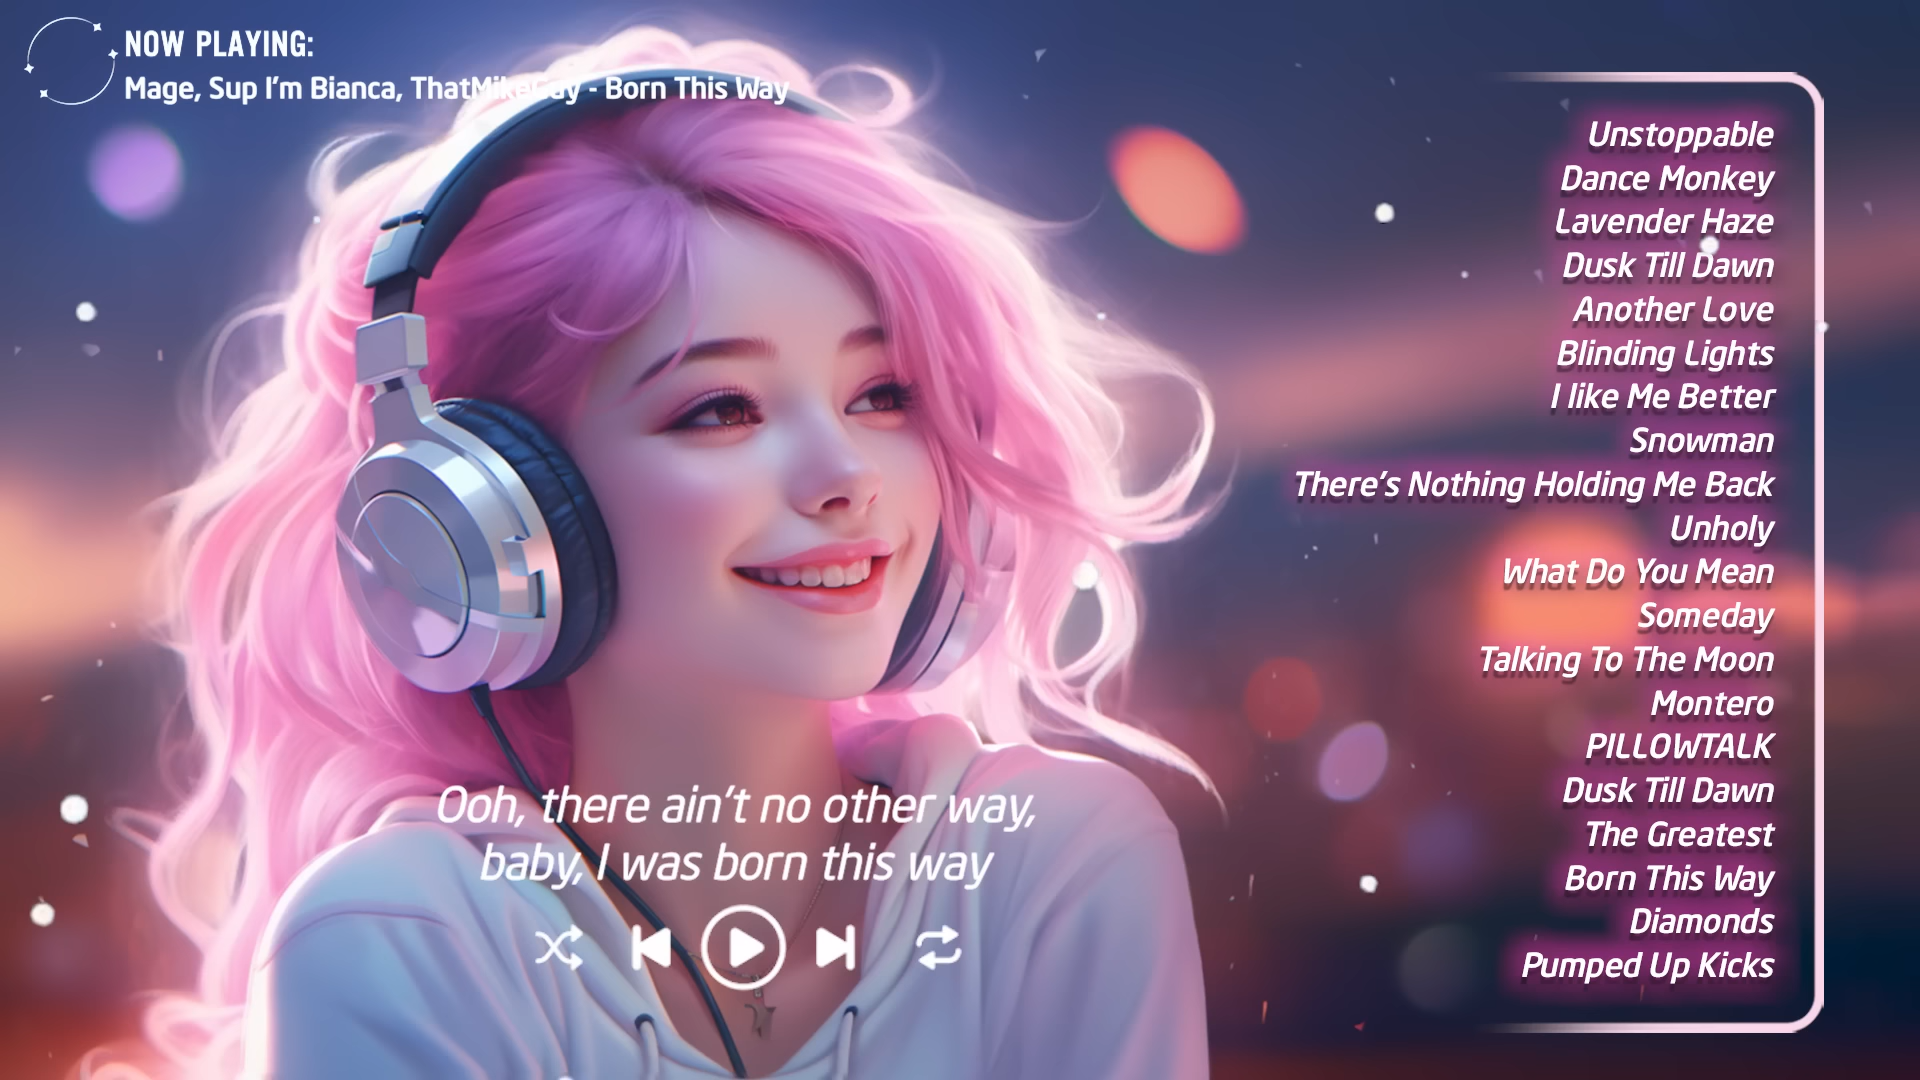 NOW PLAYING:
Mage, Sup I'm Bianca, ThatMikeGuy - Born This Way
Unstoppable
Dance Monkey
Lavender Haze
Dusk Till Dawn
Another Love
Blinding Lights
I like Me Better
Snowman
There's Nothing Holding Me Back
Unholy
What Do You Mean
Someday
Talking To The Moon
Montero
PILLOWTALK
Dusk Till Dawn
The Greatest
Born This Way
Diamonds
Pumped Up Kicks
Ooh, there ain't no other way,
baby, I was born this way